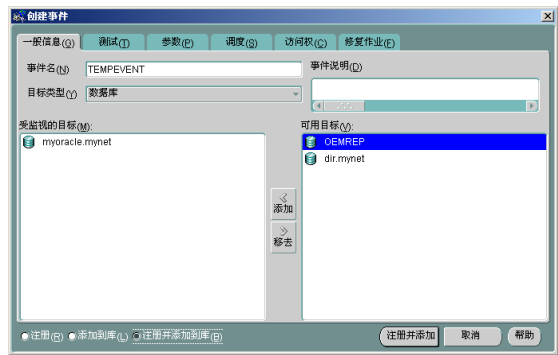 创建事件
一般信息(G) 测试(T) 参数(P) 调度(S) 访问权(C) 修复作业(F)
事件名(N) TEMPEVENT 事件说明(D)
目标类型(Y) 数据库
受监视的目标(M): 可用目标(V):
myoracle.mynet OEMREP
dir.mynet
添加
移去
注册(R) 添加到库(L) 注册并添加到库(B) 注册并添加 取消 帮助